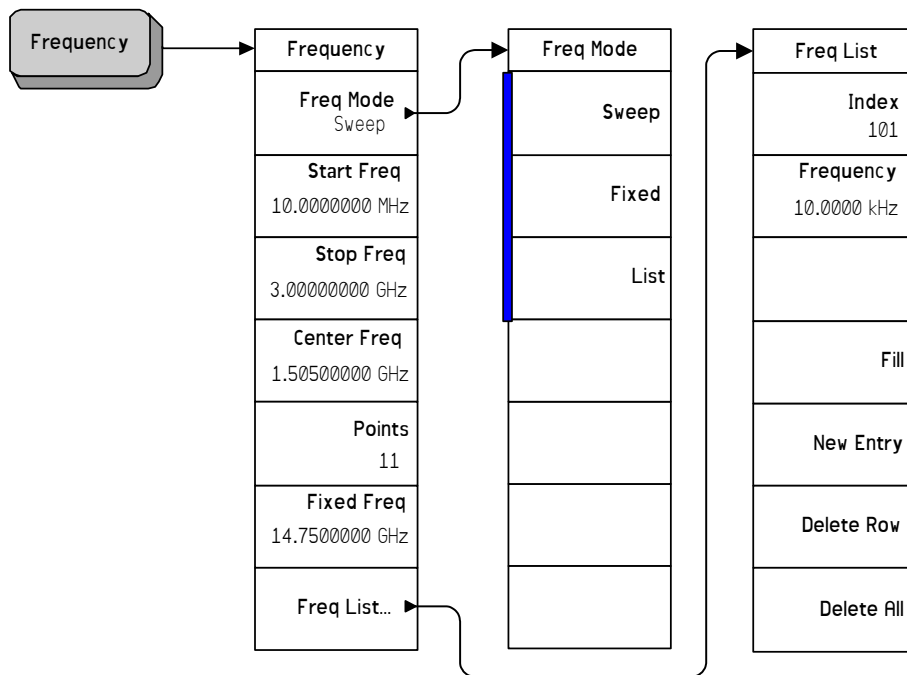 Frequency
Frequency
Freq Mode
Sweep
Start Freq
10.0000000 MHz
Stop Freq
3.00000000 GHz
Center Freq
1.50500000 GHz
Points
11
Fixed Freq
14.7500000 GHz
Freq List...
Freq Mode
Sweep
Fixed
List
Freq List
Index
101
Frequency
10.0000 kHz
Fill
New Entry
Delete Row
Delete All